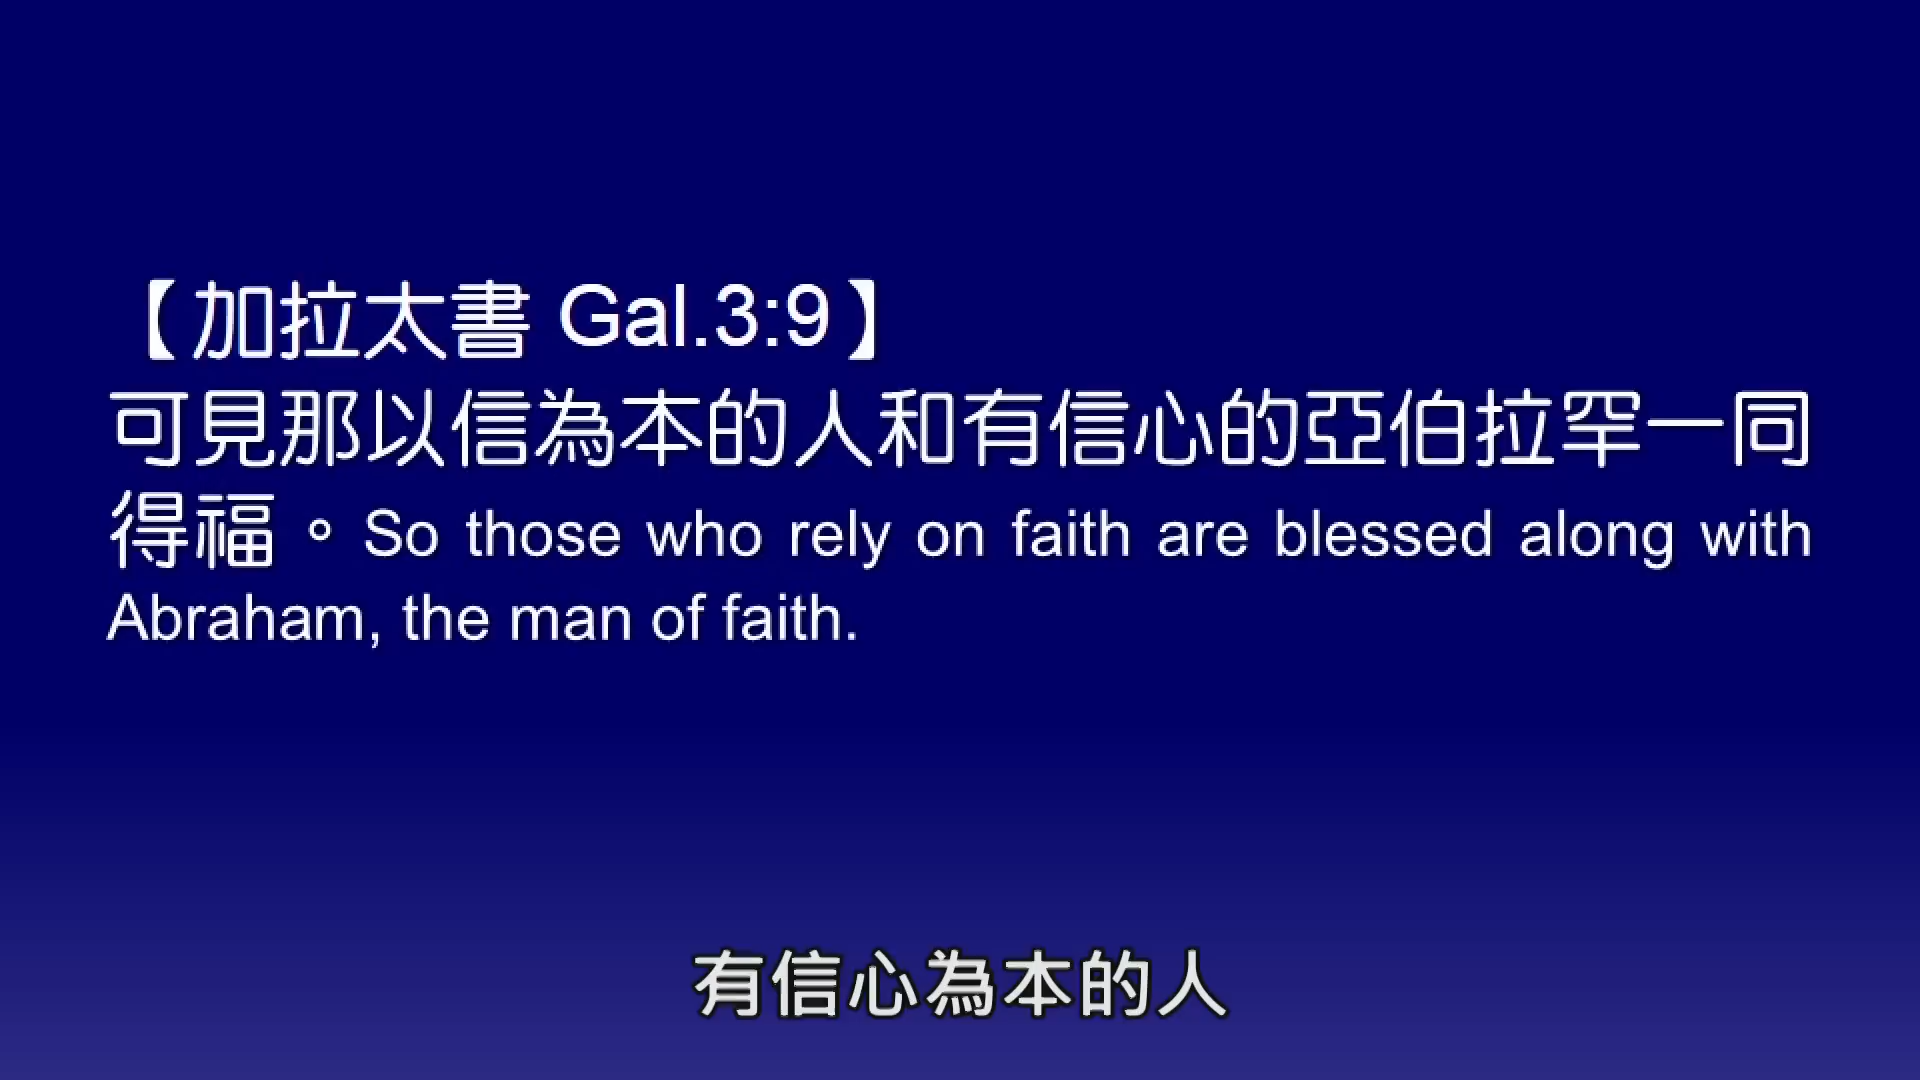 【加拉太書 Gal.3:9】
可見那以信為本的人和有信心的亞伯拉罕一同
得福。So those who rely on faith are blessed along with
Abraham, the man of faith.
有信心為本的人